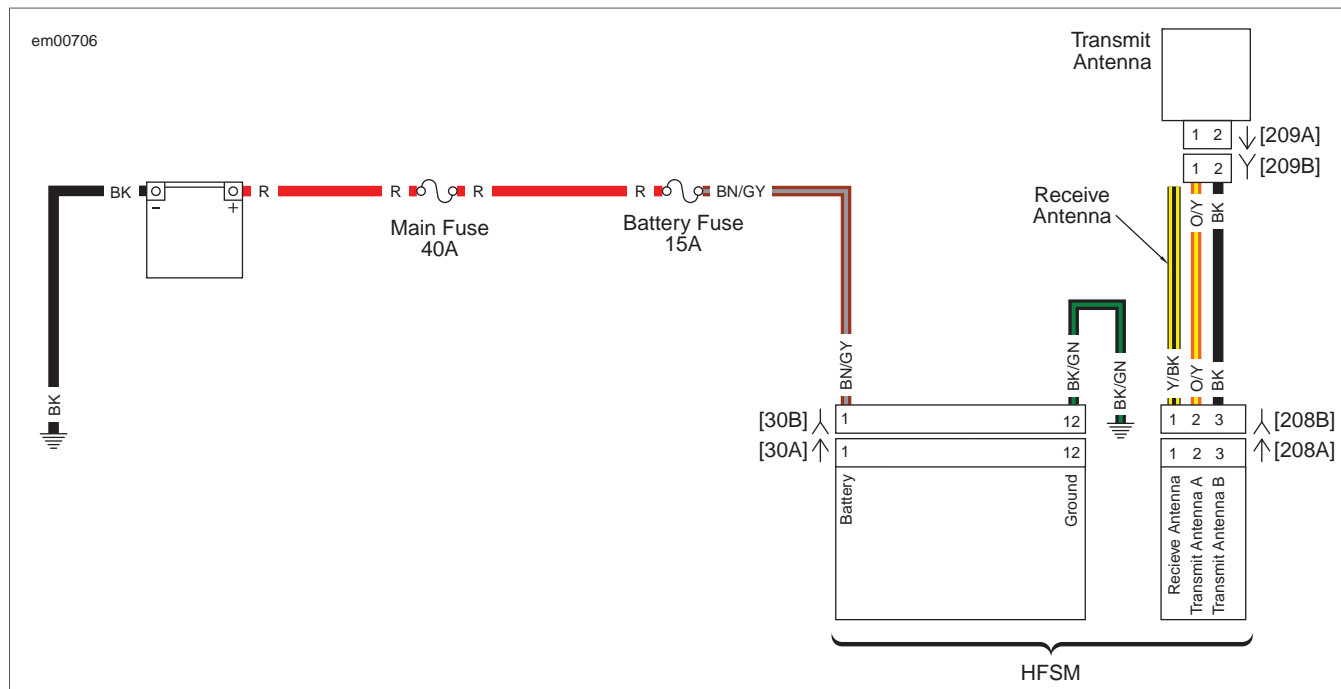 em00706
Transmit
Antenna
1 2 [209A]
1 2 [209B]
Receive
Antenna
BK
-
+
R
R
R
R
BN/GY
Main Fuse
40A
Battery Fuse
15A
O/Y
BK
BK
BN/GY
BK/GN
BK/GN
Y/BK
O/Y
BK
[30B] 1 12
1 2 3 [208B]
[30A] 1 12
1 2 3 [208A]
Battery
Ground
Recieve Antenna
Transmit Antenna A
Transmit Antenna B
HFSM